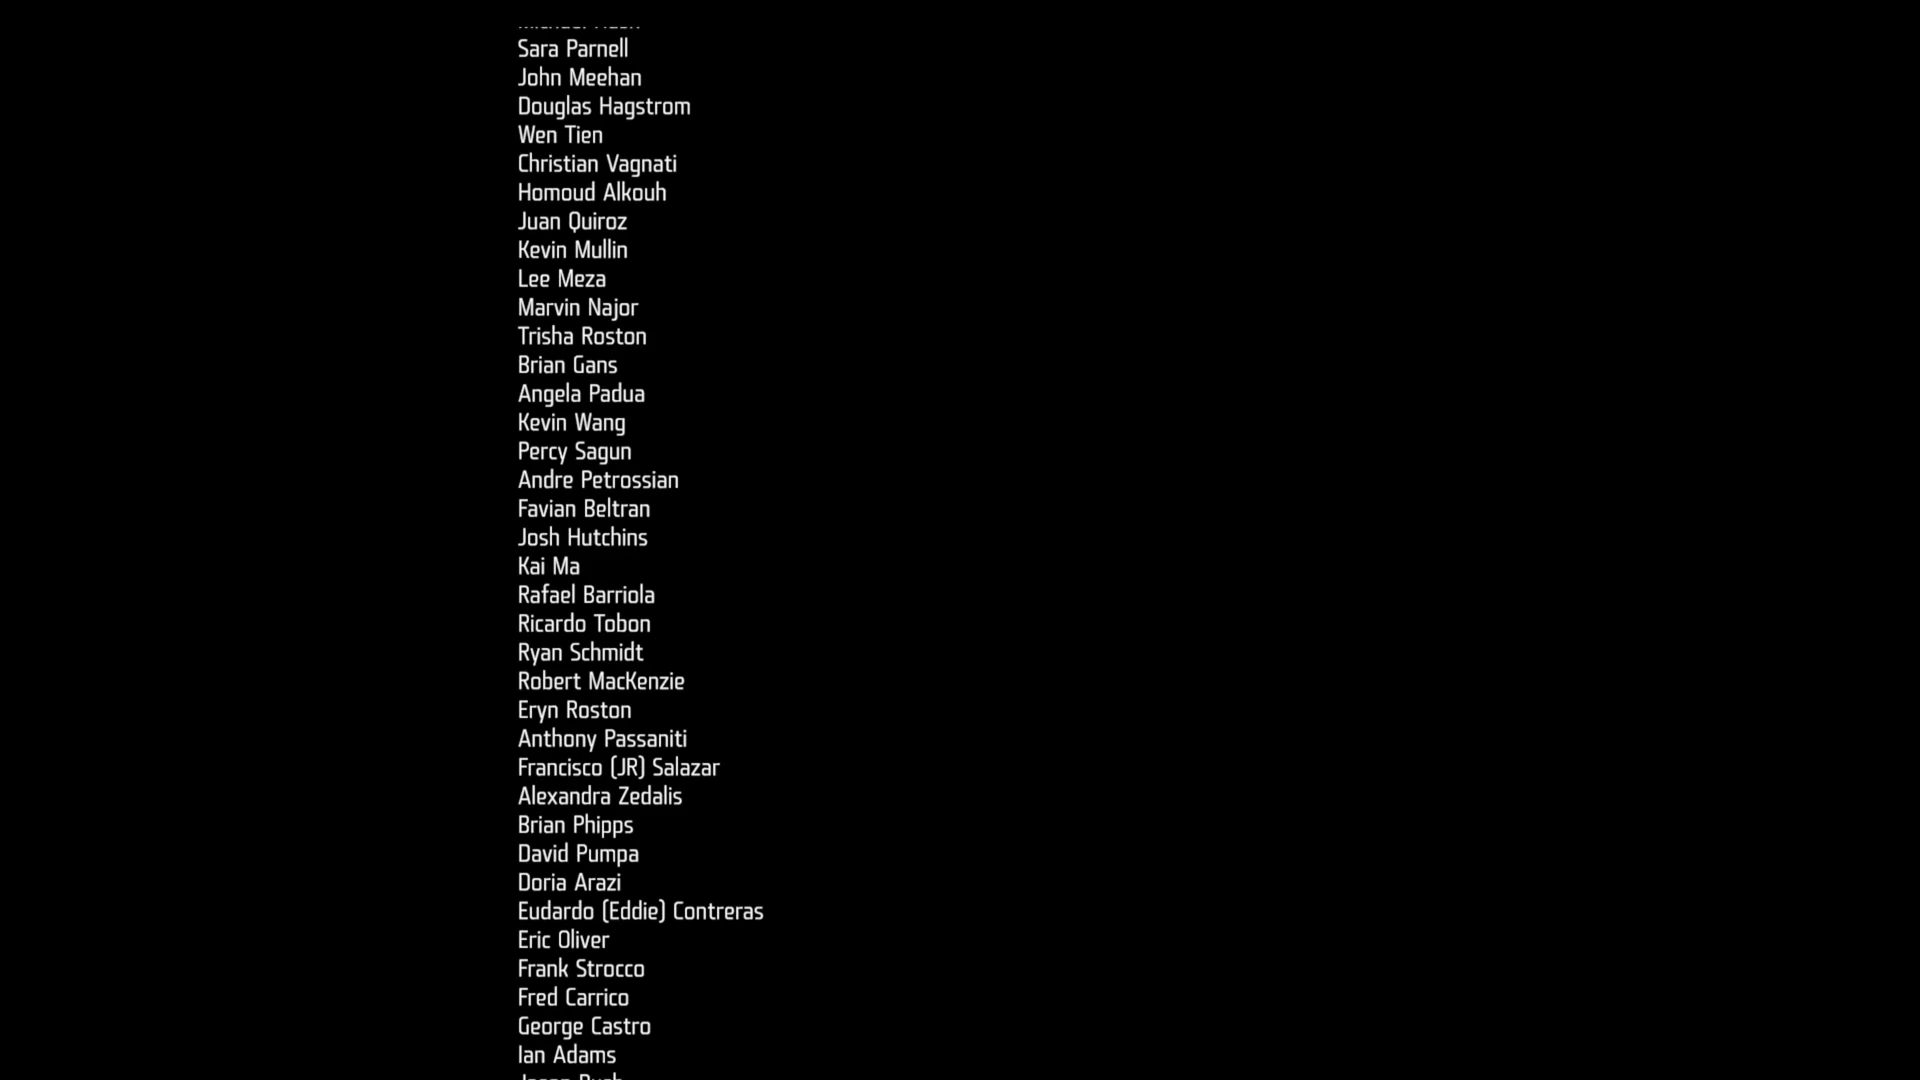 Sara Parnell
John Meehan
Douglas Hagstrom
Wen Tien
Christian Vagnati
Homoud Alkouh
Juan Quiroz
Kevin Mullin
Lee Meza
Marvin Najor
Trisha Roston
Brian Gans
Angela Padua
Kevin Wang
Percy Sagun
Andre Petrossian
Favian Beltran
Josh Hutchins
Kai Ma
Rafael Barriola
Ricardo Tobon
Ryan Schmidt
Robert MacKenzie
Eryn Roston
Anthony Passaniti
Francisco (JR) Salazar
Alexandra Zedalis
Brian Phipps
David Pumpa
Doria Arazi
Eudardo (Eddie) Contreras
Eric Oliver
Frank Strocco
Fred Carrico
George Castro
Ian Adams